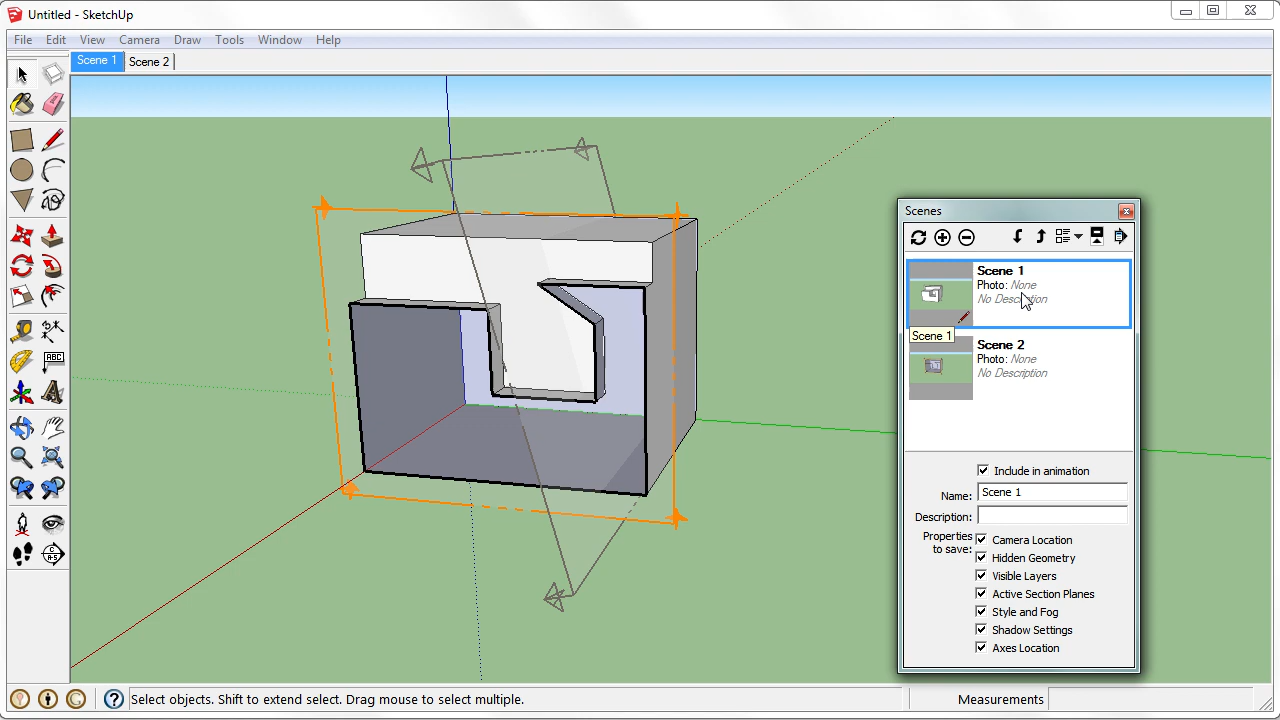 Untitled - SketchUp
File Edit View Camera Draw Tools Window Help
Scene 1 Scene 2
Scenes
Scene 1
Photo: None
No Description
Scene 1
Scene 2
Photo: None
No Description
ABC
Include in animation
Name: Scene 1
Description:
Properties to save:
Camera Location
Hidden Geometry
Visible Layers
Active Section Planes
Style and Fog
Shadow Settings
Axes Location
Select objects. Shift to extend select. Drag mouse to select multiple.
Measurements